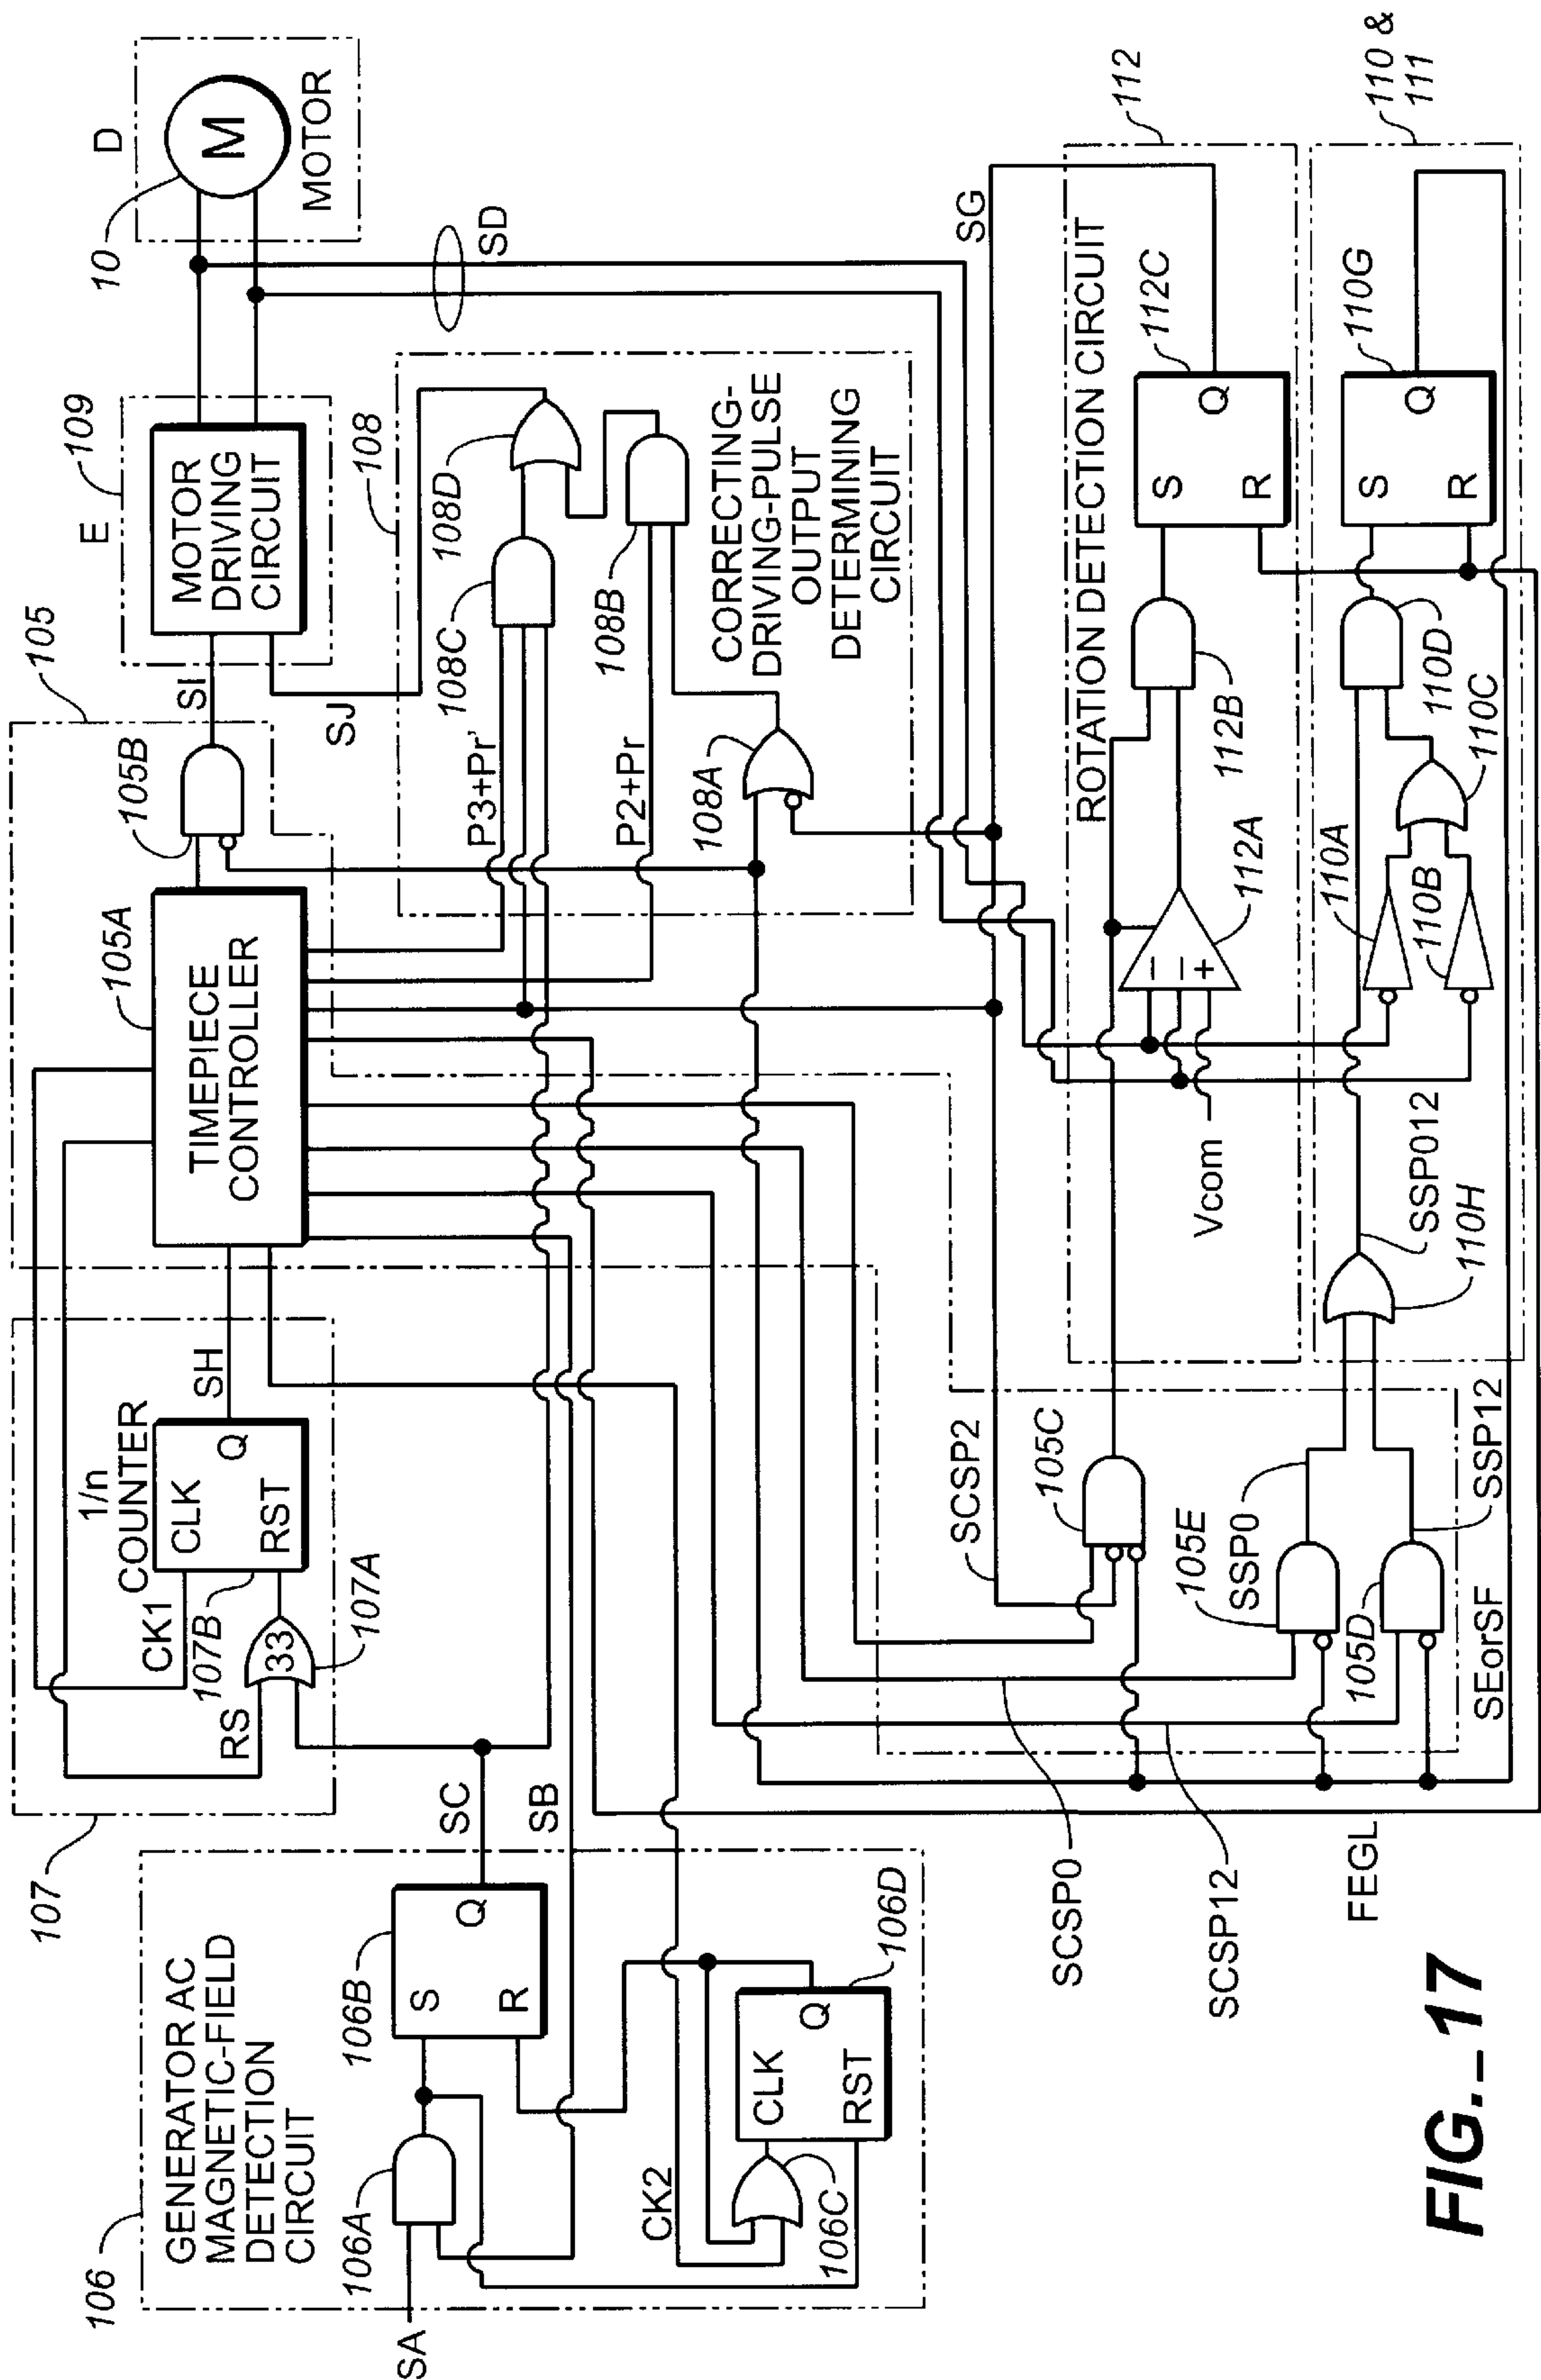 106
GENERATOR AC
MAGNETIC-FIELD
DETECTION
CIRCUIT
SA
106A
106B
S
R
Q
SC
SB
CK2
106C
CLK
RST
Q
106D
107
RS
CK1
107B
107A
33
1/n
COUNTER
CLK
RST
Q
SH
105A
TIMEPIECE
CONTROLLER
105
105B
SI
SJ
E
109
MOTOR
DRIVING
CIRCUIT
D
10
M
MOTOR
SD
108
108D
108C
P3+Pr'
108B
P2+Pr
108A
CORRECTING-
DRIVING-PULSE
OUTPUT
DETERMINING
CIRCUIT
SG
SCSP2
105C
105E
SSP0
105D
SSP12
SEorSF
SCSP0
SCSP12
FEGL
112
ROTATION DETECTION CIRCUIT
Vcom
–
–
+
112A
112B
112C
S
R
Q
110 &
111
SSP012
110H
110A
110B
110C
110D
110G
S
R
Q
FIG._17